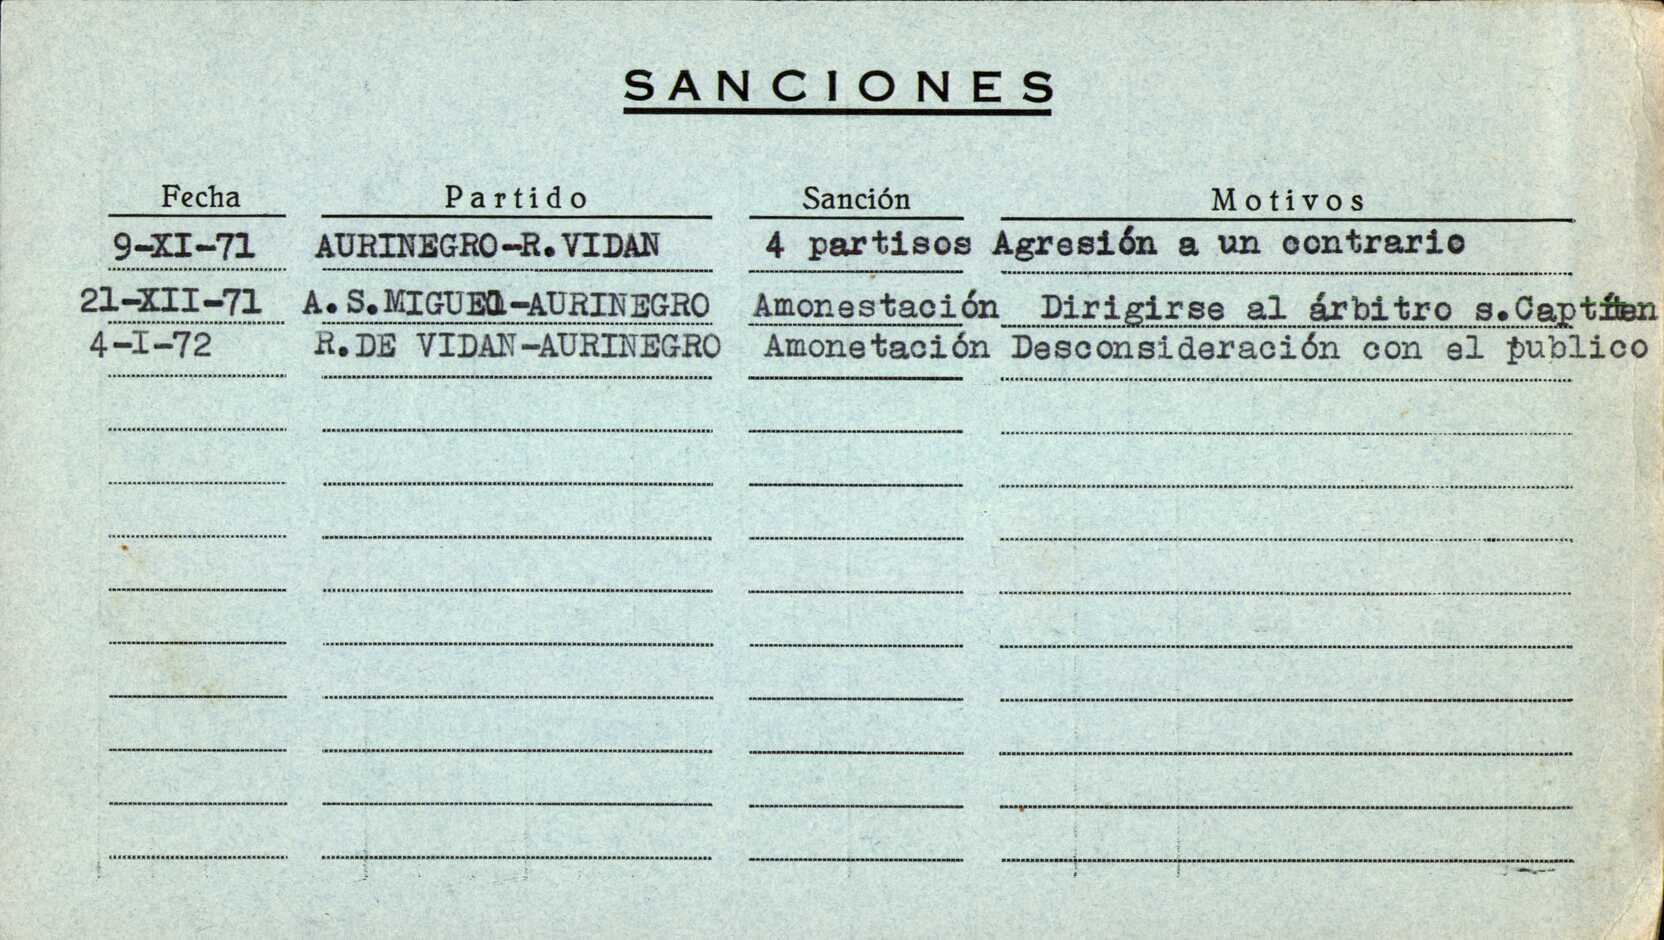 SANCIONES
Fecha Partido Sanción Motivos
9-XI-71 AURINEGRO-R.VIDAN 4 partisos Agresión a un contrario
21-XII-71 A.S.MIGUEL-AURINEGRO Amonestación Dirigirse al árbitro s.
4-I-72 R.DE VIDAN-AURINEGRO Amonetación Desconsideración con el publico